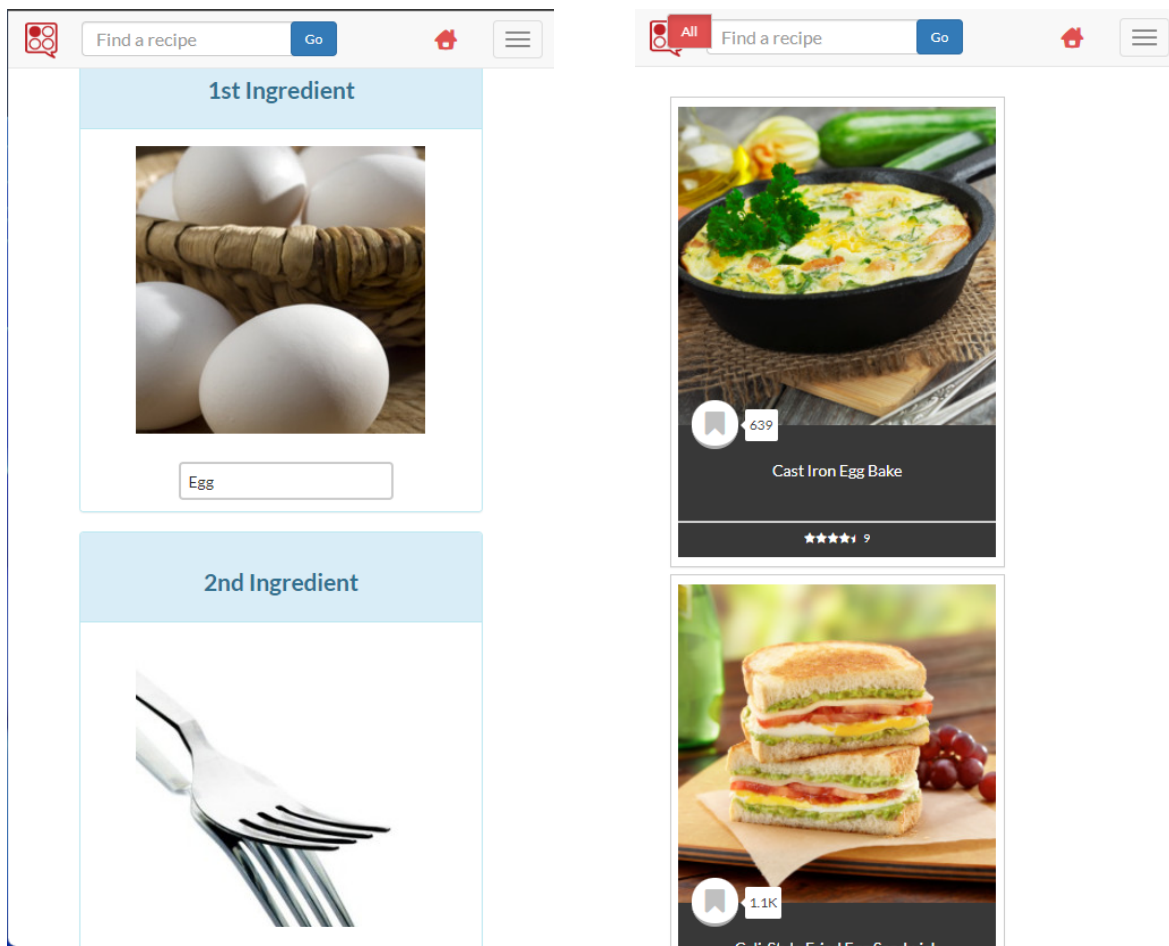 Find a recipe
Go
1st Ingredient
Egg
2nd Ingredient
All
Find a recipe
Go
639
Cast Iron Egg Bake
9
1.1K